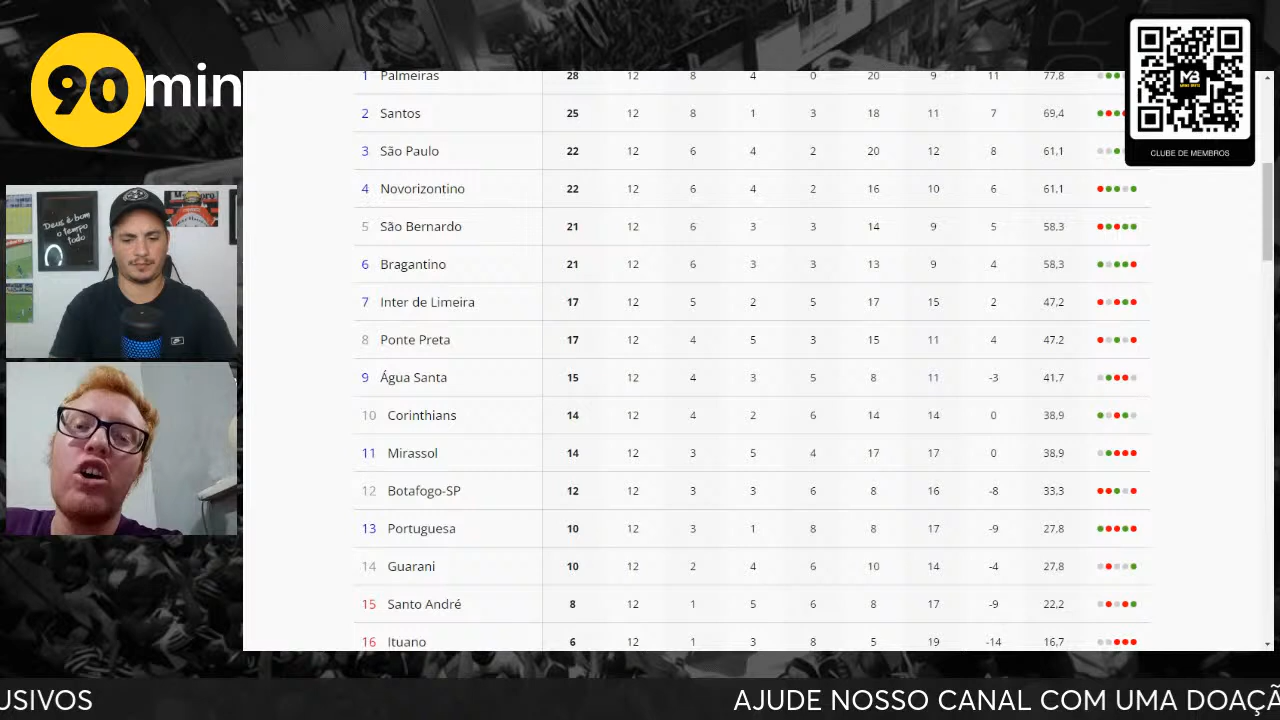 90min
MB
CLUBE DE MEMBROS
Deus é bom
o tempo
todo
1 Palmeiras 28 12 8 4 0 20 9 11 77,8
2 Santos 25 12 8 1 3 18 11 7 69,4
3 São Paulo 22 12 6 4 2 20 12 8 61,1
4 Novorizontino 22 12 6 4 2 16 10 6 61,1
5 São Bernardo 21 12 6 3 3 14 9 5 58,3
6 Bragantino 21 12 6 3 3 13 9 4 58,3
7 Inter de Limeira 17 12 5 2 5 17 15 2 47,2
8 Ponte Preta 17 12 4 5 3 15 11 4 47,2
9 Água Santa 15 12 4 3 5 8 11 -3 41,7
10 Corinthians 14 12 4 2 6 14 14 0 38,9
11 Mirassol 14 12 3 5 4 17 17 0 38,9
12 Botafogo-SP 12 12 3 3 6 8 16 -8 33,3
13 Portuguesa 10 12 3 1 8 8 17 -9 27,8
14 Guarani 10 12 2 4 6 10 14 -4 27,8
15 Santo André 8 12 1 5 6 8 17 -9 22,2
16 Ituano 6 12 1 3 8 5 19 -14 16,7
USIVOS AJUDE NOSSO CANAL COM UMA DOAÇÃ